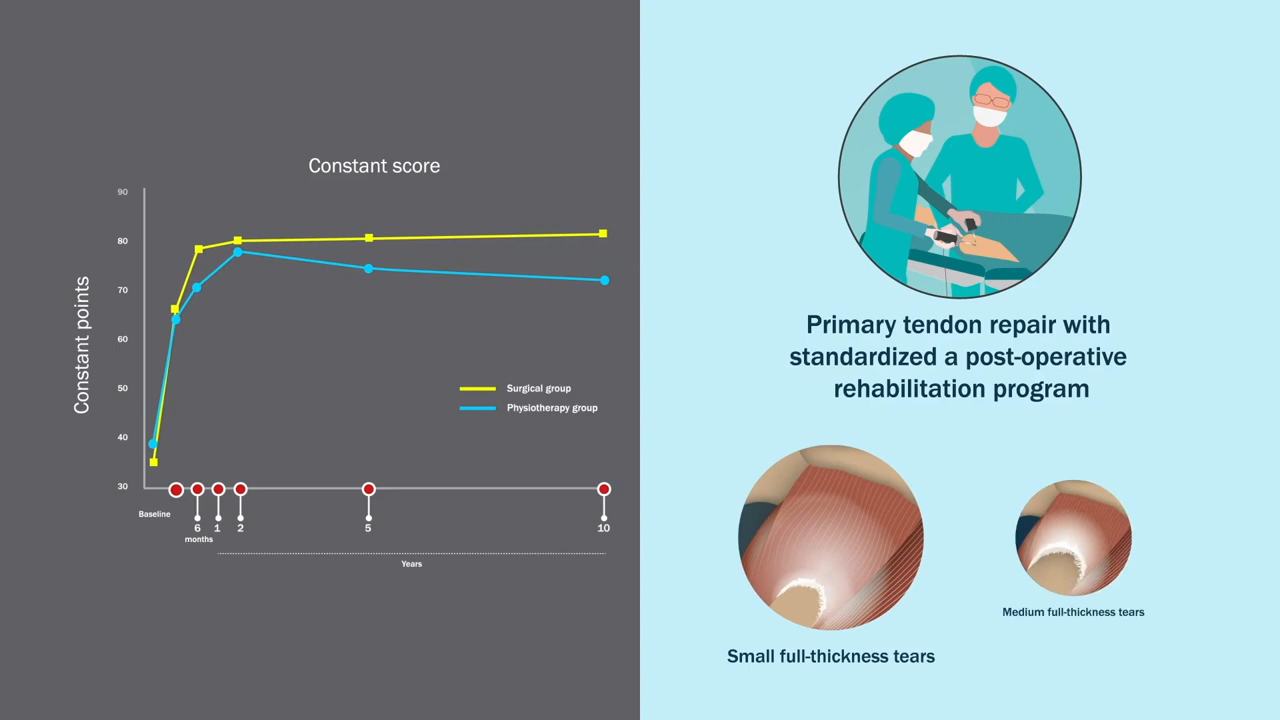 Constant score
Constant points
90
80
70
60
50
40
30
Surgical group
Physiotherapy group
Baseline
6
months
1
2
5
10
Years
Primary tendon repair with
standardized a post-operative
rehabilitation program
Small full-thickness tears
Medium full-thickness tears